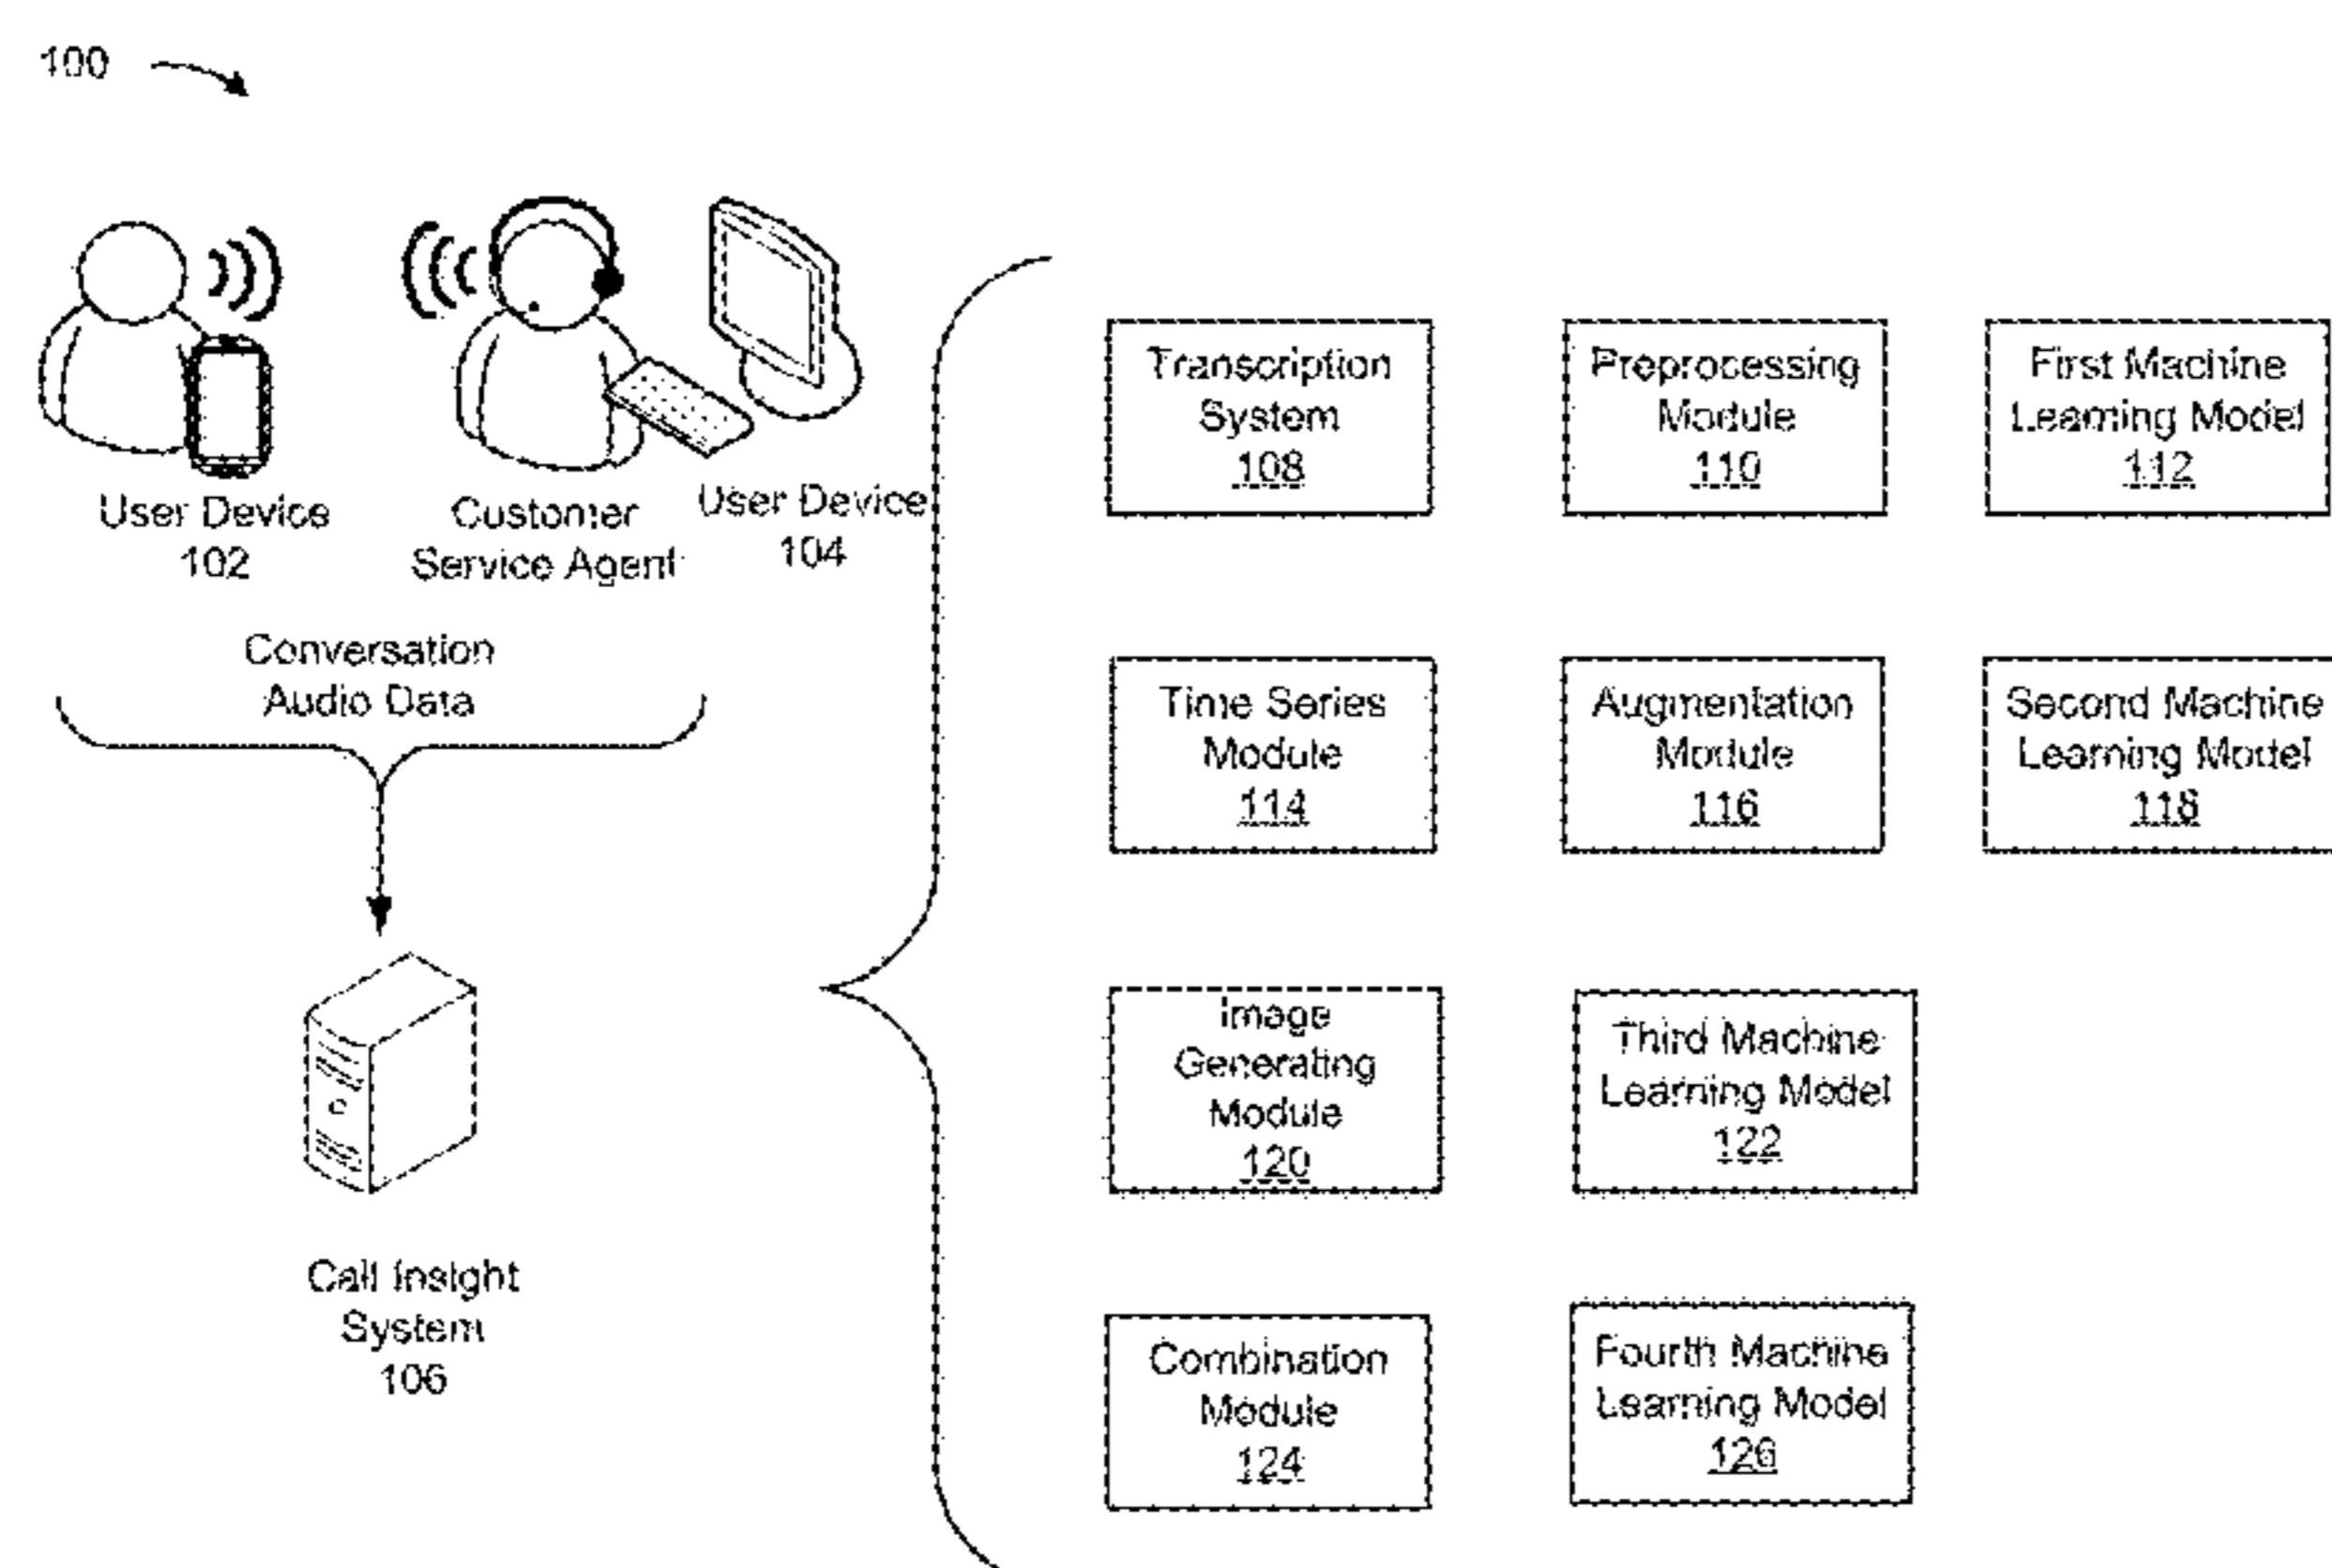 100
User Device
102
Customer
Service Agent
User Device
104
Conversation
Audio Data
Call Insight
System
106
Transcription
System
108
Preprocessing
Module
110
First Machine
Learning Model
112
Time Series
Module
114
Augmentation
Module
116
Second Machine
Learning Model
118
Image
Generating
Module
120
Third Machine
Learning Model
122
Combination
Module
124
Fourth Machine
Learning Model
126